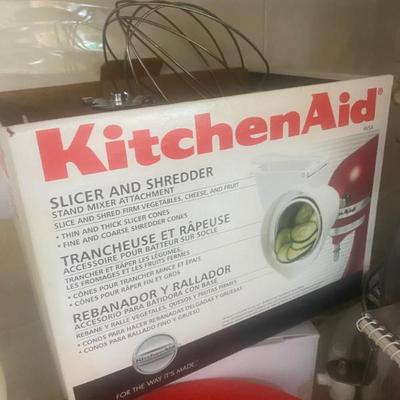 KitchenAid®
RVSA
SLICER AND SHREDDER
STAND MIXER ATTACHMENT
SLICE AND SHRED FIRM VEGETABLES, CHEESE, AND FRUIT
• THIN AND THICK SLICER CONES
• FINE AND COARSE SHREDDER CONES
TRANCHEUSE ET RÂPEUSE
ACCESSOIRE POUR BATTEUR SUR SOCLE
TRANCHER ET RÂPER LES LÉGUMES,
LES FROMAGES ET LES FRUITS FERMES
• CÔNES POUR TRANCHER MINCE ET ÉPAIS
• CÔNES POUR RÂPER FIN ET GROS
REBANADOR Y RALLADOR
ACCESORIO PARA BATIDORA CON BASE
REBANE Y RALLE VEGETALES, QUESOS Y FRUTAS FIRMES
• CONOS PARA HACER REBANADAS DELGADAS Y GRUESAS
• CONOS PARA RALLADO FINO Y GRUESO
KitchenAid
FOR THE WAY IT'S MADE™